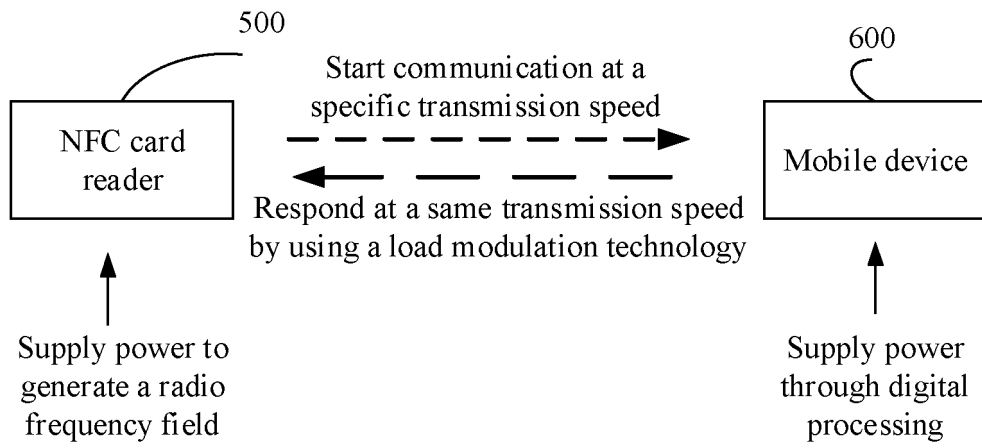 500
600
Start communication at a
specific transmission speed
NFC card
reader
Mobile device
Respond at a same transmission speed
by using a load modulation technology
Supply power to
generate a radio
frequency field
Supply power
through digital
processing